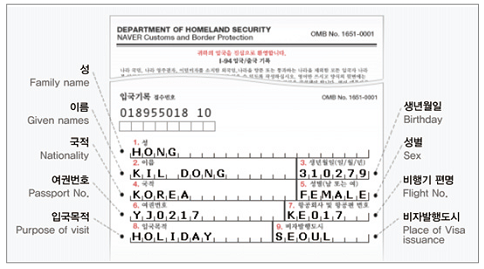 DEPARTMENT OF HOMELAND SECURITY
NAVER Customs and Border Protection
OMB No. 1651-0001
귀하의 입국을 진심으로 환영합니다.
I-94 입국/출국 기록
입국기록 접수번호
OMB No. 1651-0001
018955018 10
성
Family name
이름
Given names
국적
Nationality
여권번호
Passport No.
입국목적
Purpose of visit
1. 성
HONG
2. 이름
KIL DONG
3. 생년월일(일/월/년)
310279
4. 국적
KOREA
5. 성별(남 또는 여)
FEMALE
6. 여권번호
YJ0217
7. 항공회사 및 항공편 번호
KE017
8. 입국목적
HOLIDAY
9. 비자발행도시
SEOUL
생년월일
Birthday
성별
Sex
비행기 편명
Flight No.
비자발행도시
Place of Visa
issuance